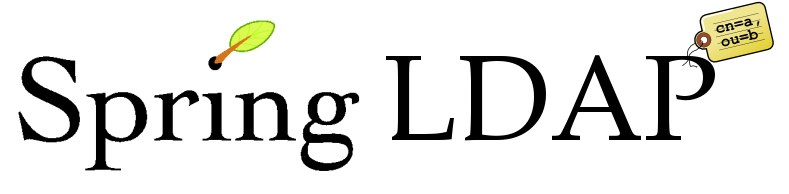 Spring LDAP
cn=a,
ou=b